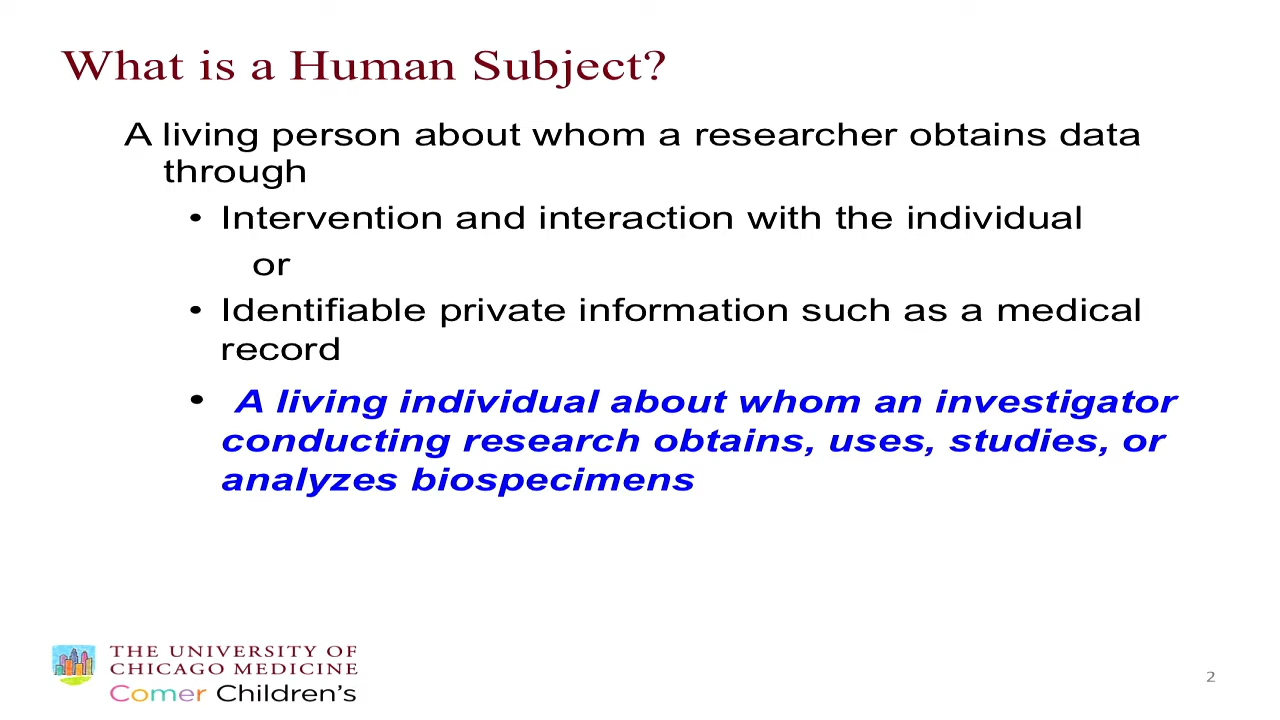 What is a Human Subject?
A living person about whom a researcher obtains data
through
• Intervention and interaction with the individual
or
• Identifiable private information such as a medical
record
• A living individual about whom an investigator
conducting research obtains, uses, studies, or
analyzes biospecimens
THE UNIVERSITY OF
CHICAGO MEDICINE
Comer Children's
2